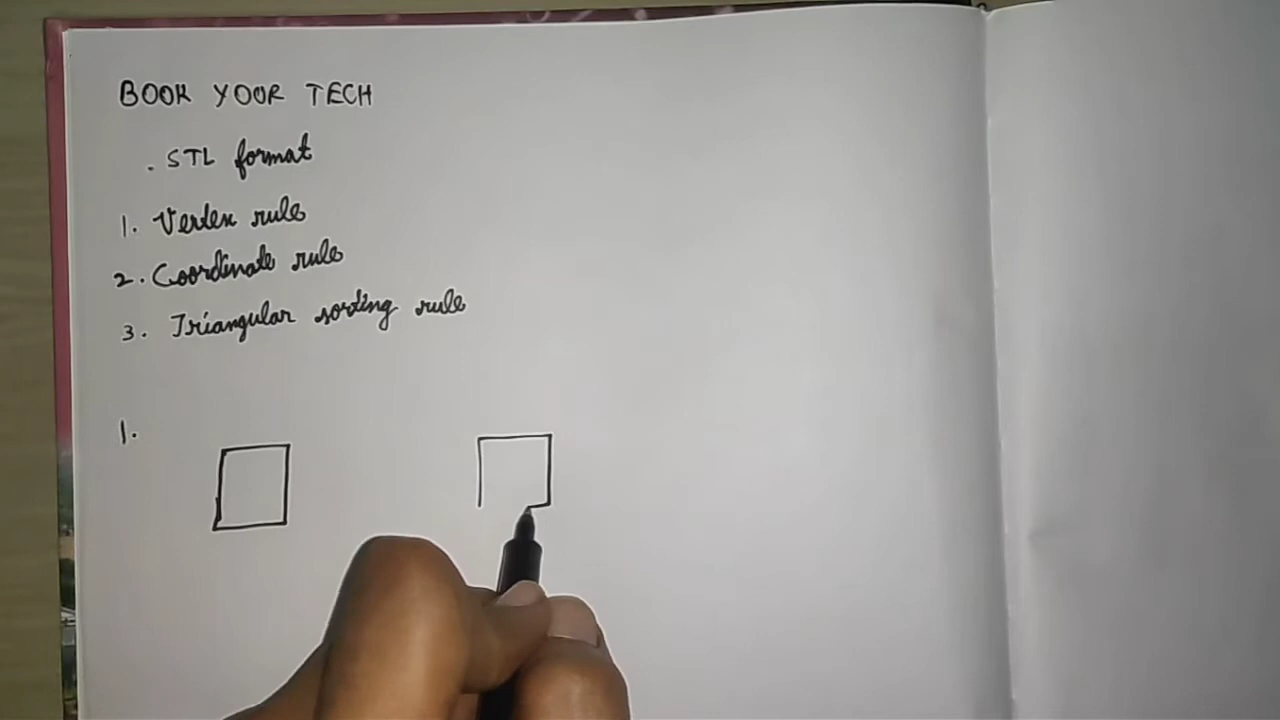 BOOK YOUR TECH
. STL format
1. Vertex rule
2. Coordinate rule
3. Triangular sorting rule
1.